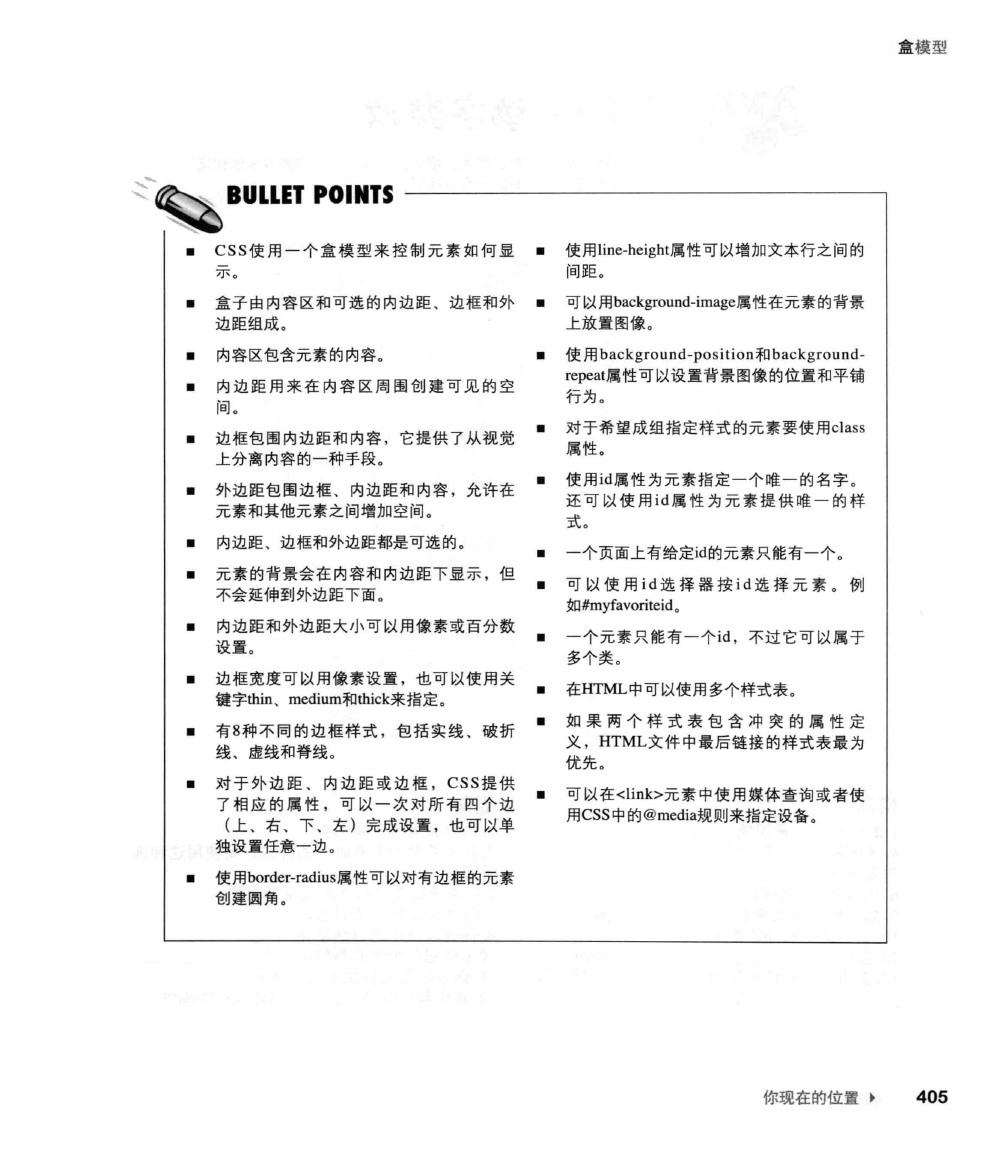 盒模型
BULLET POINTS
■ CSS使用一个盒模型来控制元素如何显
示。
■ 盒子由内容区和可选的内边距、边框和外
边距组成。
■ 内容区包含元素的内容。
■ 内边距用来在内容区周围创建可见的空
间。
■ 边框包围内边距和内容，它提供了从视觉
上分离内容的一种手段。
■ 外边距包围边框、内边距和内容，允许在
元素和其他元素之间增加空间。
■ 内边距、边框和外边距都是可选的。
■ 元素的背景会在内容和内边距下显示，但
不会延伸到外边距下面。
■ 内边距和外边距大小可以用像素或百分数
设置。
■ 边框宽度可以用像素设置，也可以使用关
键字thin、medium和thick来指定。
■ 有8种不同的边框样式，包括实线、破折
线、虚线和脊线。
■ 对于外边距、内边距或边框，CSS提供
了相应的属性，可以一次对所有四个边
（上、右、下、左）完成设置，也可以单
独设置任意一边。
■ 使用border-radius属性可以对有边框的元素
创建圆角。
■ 使用line-height属性可以增加文本行之间的
间距。
■ 可以用background-image属性在元素的背景
上放置图像。
■ 使用background-position和background-
repeat属性可以设置背景图像的位置和平铺
行为。
■ 对于希望成组指定样式的元素要使用class
属性。
■ 使用id属性为元素指定一个唯一的名字。
还可以使用id属性为元素提供唯一的样
式。
■ 一个页面上有给定id的元素只能有一个。
■ 可以使用id选择器按id选择元素。例
如#myfavoriteid。
■ 一个元素只能有一个id，不过它可以属于
多个类。
■ 在HTML中可以使用多个样式表。
■ 如果两个样式表包含冲突的属性定
义，HTML文件中最后链接的样式表最为
优先。
■ 可以在<link>元素中使用媒体查询或者使
用CSS中的@media规则来指定设备。
你现在的位置 ▶ 405